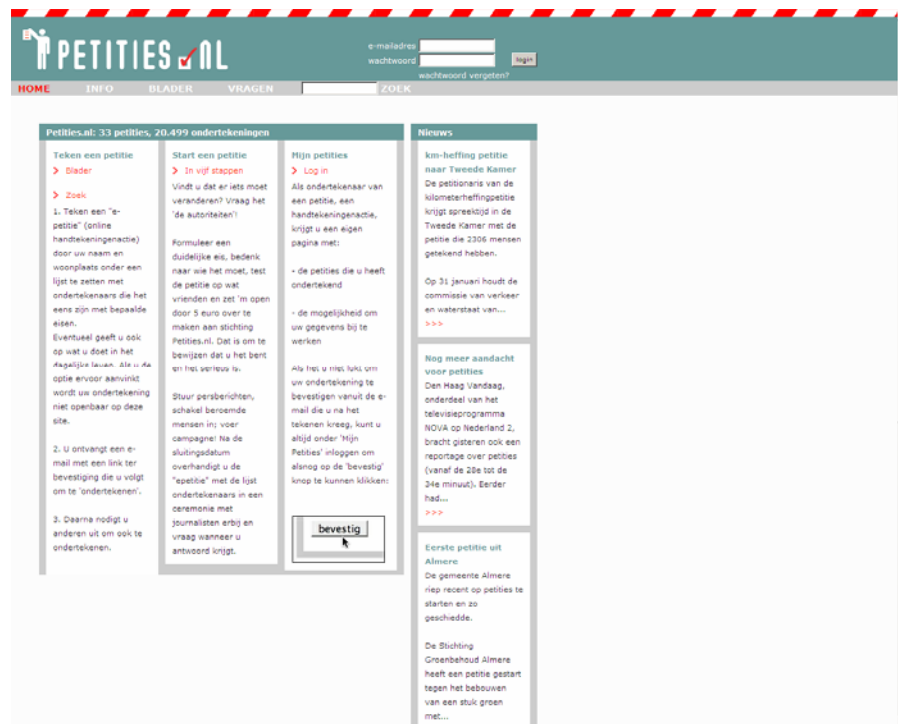 PETITIES.NL
e-mailadres
wachtwoord
login
wachtwoord vergeten?
HOME INFO BLADER VRAGEN ZOEK
Petities.nl: 33 petities, 20.499 ondertekeningen
Teken een petitie
Blader
Zoek
1. Teken een "e-
petitie" (online
handtekeningenactie)
door uw naam en
woonplaats onder een
lijst te zetten met
ondertekenaars die het
eens zijn met bepaalde
eisen.
Eventueel geeft u ook
op wat u doet in het
dagelijks leven. Als u de
optie ervoor aanvinkt
wordt uw ondertekening
niet openbaar op deze
site.
2. U ontvangt een e-
mail met een link ter
bevestiging die u volgt
om te 'ondertekenen'.
3. Daarna nodigt u
anderen uit om ook te
ondertekenen.
Start een petitie
In vijf stappen
Vindt u dat er iets moet
veranderen? Vraag het
'de autoriteiten'!
Formuleer een
duidelijke eis, bedenk
naar wie het moet, test
de petitie op wat
vrienden en zet 'm open
door 5 euro over te
maken aan stichting
Petities.nl. Dat is om te
bewijzen dat u het bent
en het serieus is.
Stuur persberichten,
schakel beroemde
mensen in; voer
campagne! Na de
sluitingsdatum
overhandigt u de
"epetitie" met de lijst
ondertekenaars in een
ceremonie met
journalisten erbij en
vraag wanneer u
antwoord krijgt.
Mijn petities
Log in
Als ondertekenaar van
een petitie, een
handtekeningenactie,
krijgt u een eigen
pagina met:
- de petities die u heeft
ondertekend
- de mogelijkheid om
uw gegevens bij te
werken
Als het u niet lukt om
uw ondertekening te
bevestigen vanuit de e-
mail die u na het
tekenen kreeg, kunt u
altijd onder 'Mijn
Petities' inloggen om
alsnog op de 'bevestig'
knop te kunnen klikken:
bevestig
Nieuws
km-heffing petitie
naar Tweede Kamer
De petitionaris van de
kilometerheffingpetitie
krijgt spreektijd in de
Tweede Kamer met de
petitie die 2306 mensen
getekend hebben.
Op 31 januari houdt de
commissie van verkeer
en waterstaat van...
>>>
Nog meer aandacht
voor petities
Den Haag Vandaag,
onderdeel van het
televisieprogramma
NOVA op Nederland 2,
bracht gisteren ook een
reportage over petities
(vanaf de 28e tot de
34e minuut). Eerder
had...
>>>
Eerste petitie uit
Almere
De gemeente Almere
riep recent op petities te
starten en zo
geschiedde.
De Stichting
Groenbehoud Almere
heeft een petitie gestart
tegen het bebouwen
van een stuk groen
met...